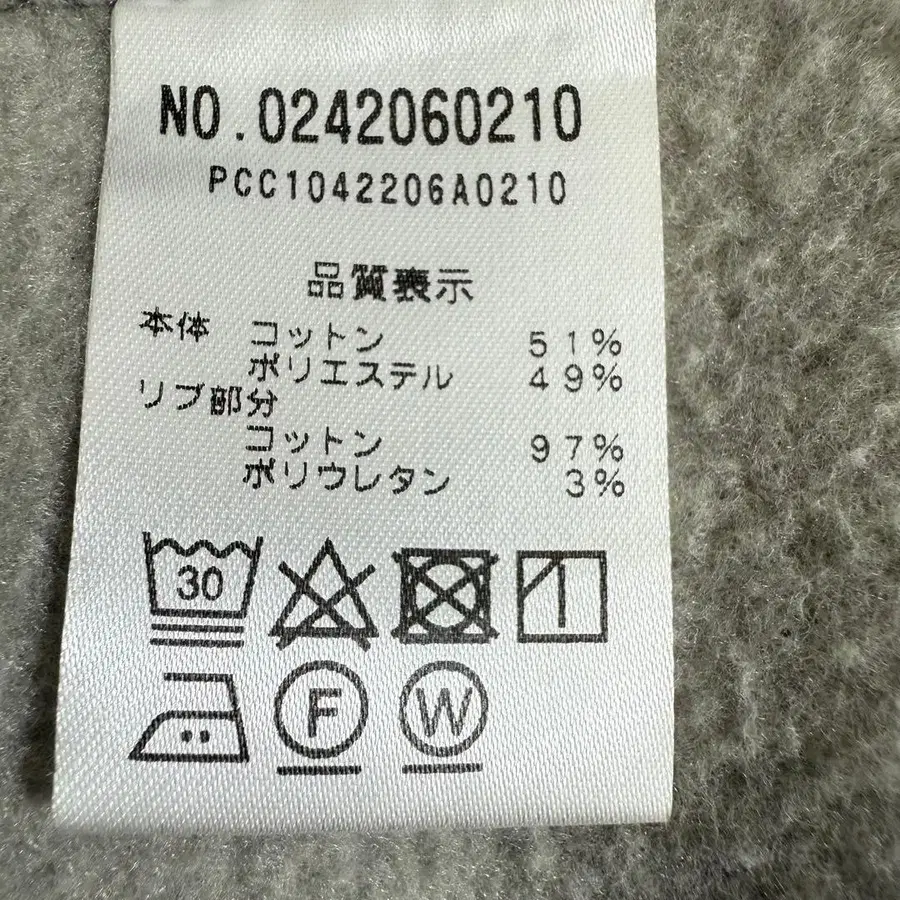 NO.0242060210
PCC1042206A0210
品質表示
本体 コットン 51%
ポリエステル 49%
リブ部分
コットン 97%
ポリウレタン 3%
30
F W